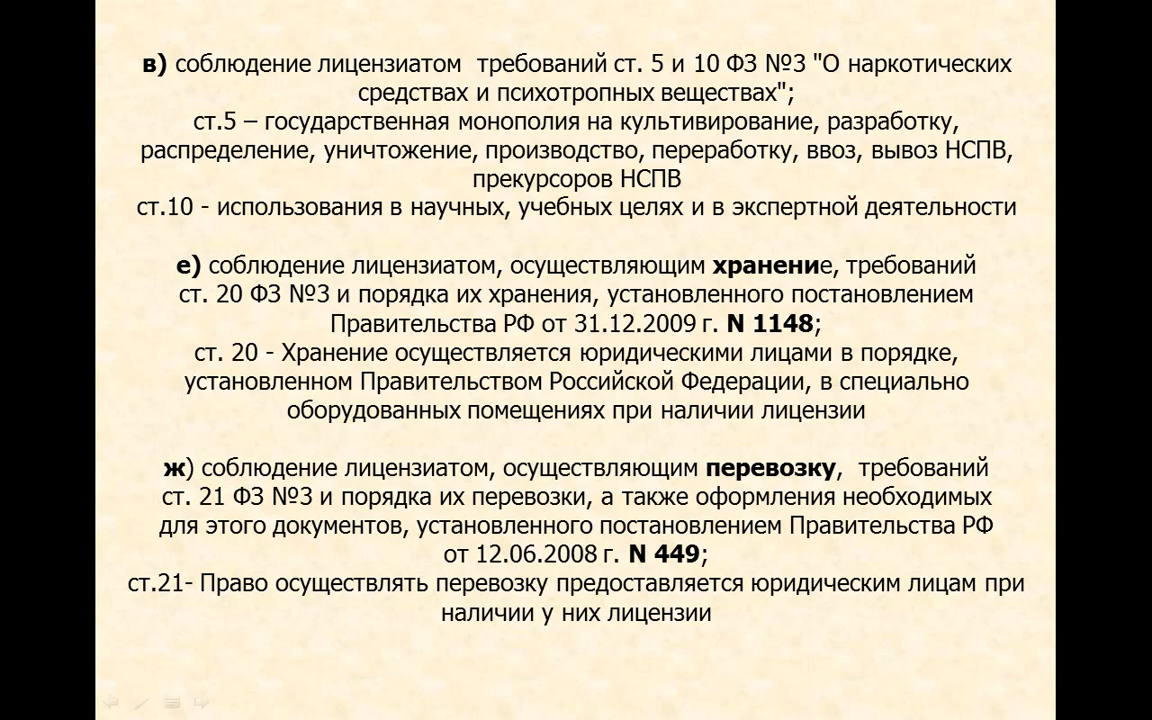 в) соблюдение лицензиатом требований ст. 5 и 10 ФЗ №3 "О наркотических
средствах и психотропных веществах";
ст.5 – государственная монополия на культивирование, разработку,
распределение, уничтожение, производство, переработку, ввоз, вывоз НСПВ,
прекурсоров НСПВ
ст.10 - использования в научных, учебных целях и в экспертной деятельности
е) соблюдение лицензиатом, осуществляющим хранение, требований
ст. 20 ФЗ №3 и порядка их хранения, установленного постановлением
Правительства РФ от 31.12.2009 г. N 1148;
ст. 20 - Хранение осуществляется юридическими лицами в порядке,
установленном Правительством Российской Федерации, в специально
оборудованных помещениях при наличии лицензии
ж) соблюдение лицензиатом, осуществляющим перевозку, требований
ст. 21 ФЗ №3 и порядка их перевозки, а также оформления необходимых
для этого документов, установленного постановлением Правительства РФ
от 12.06.2008 г. N 449;
ст.21- Право осуществлять перевозку предоставляется юридическим лицам при
наличии у них лицензии